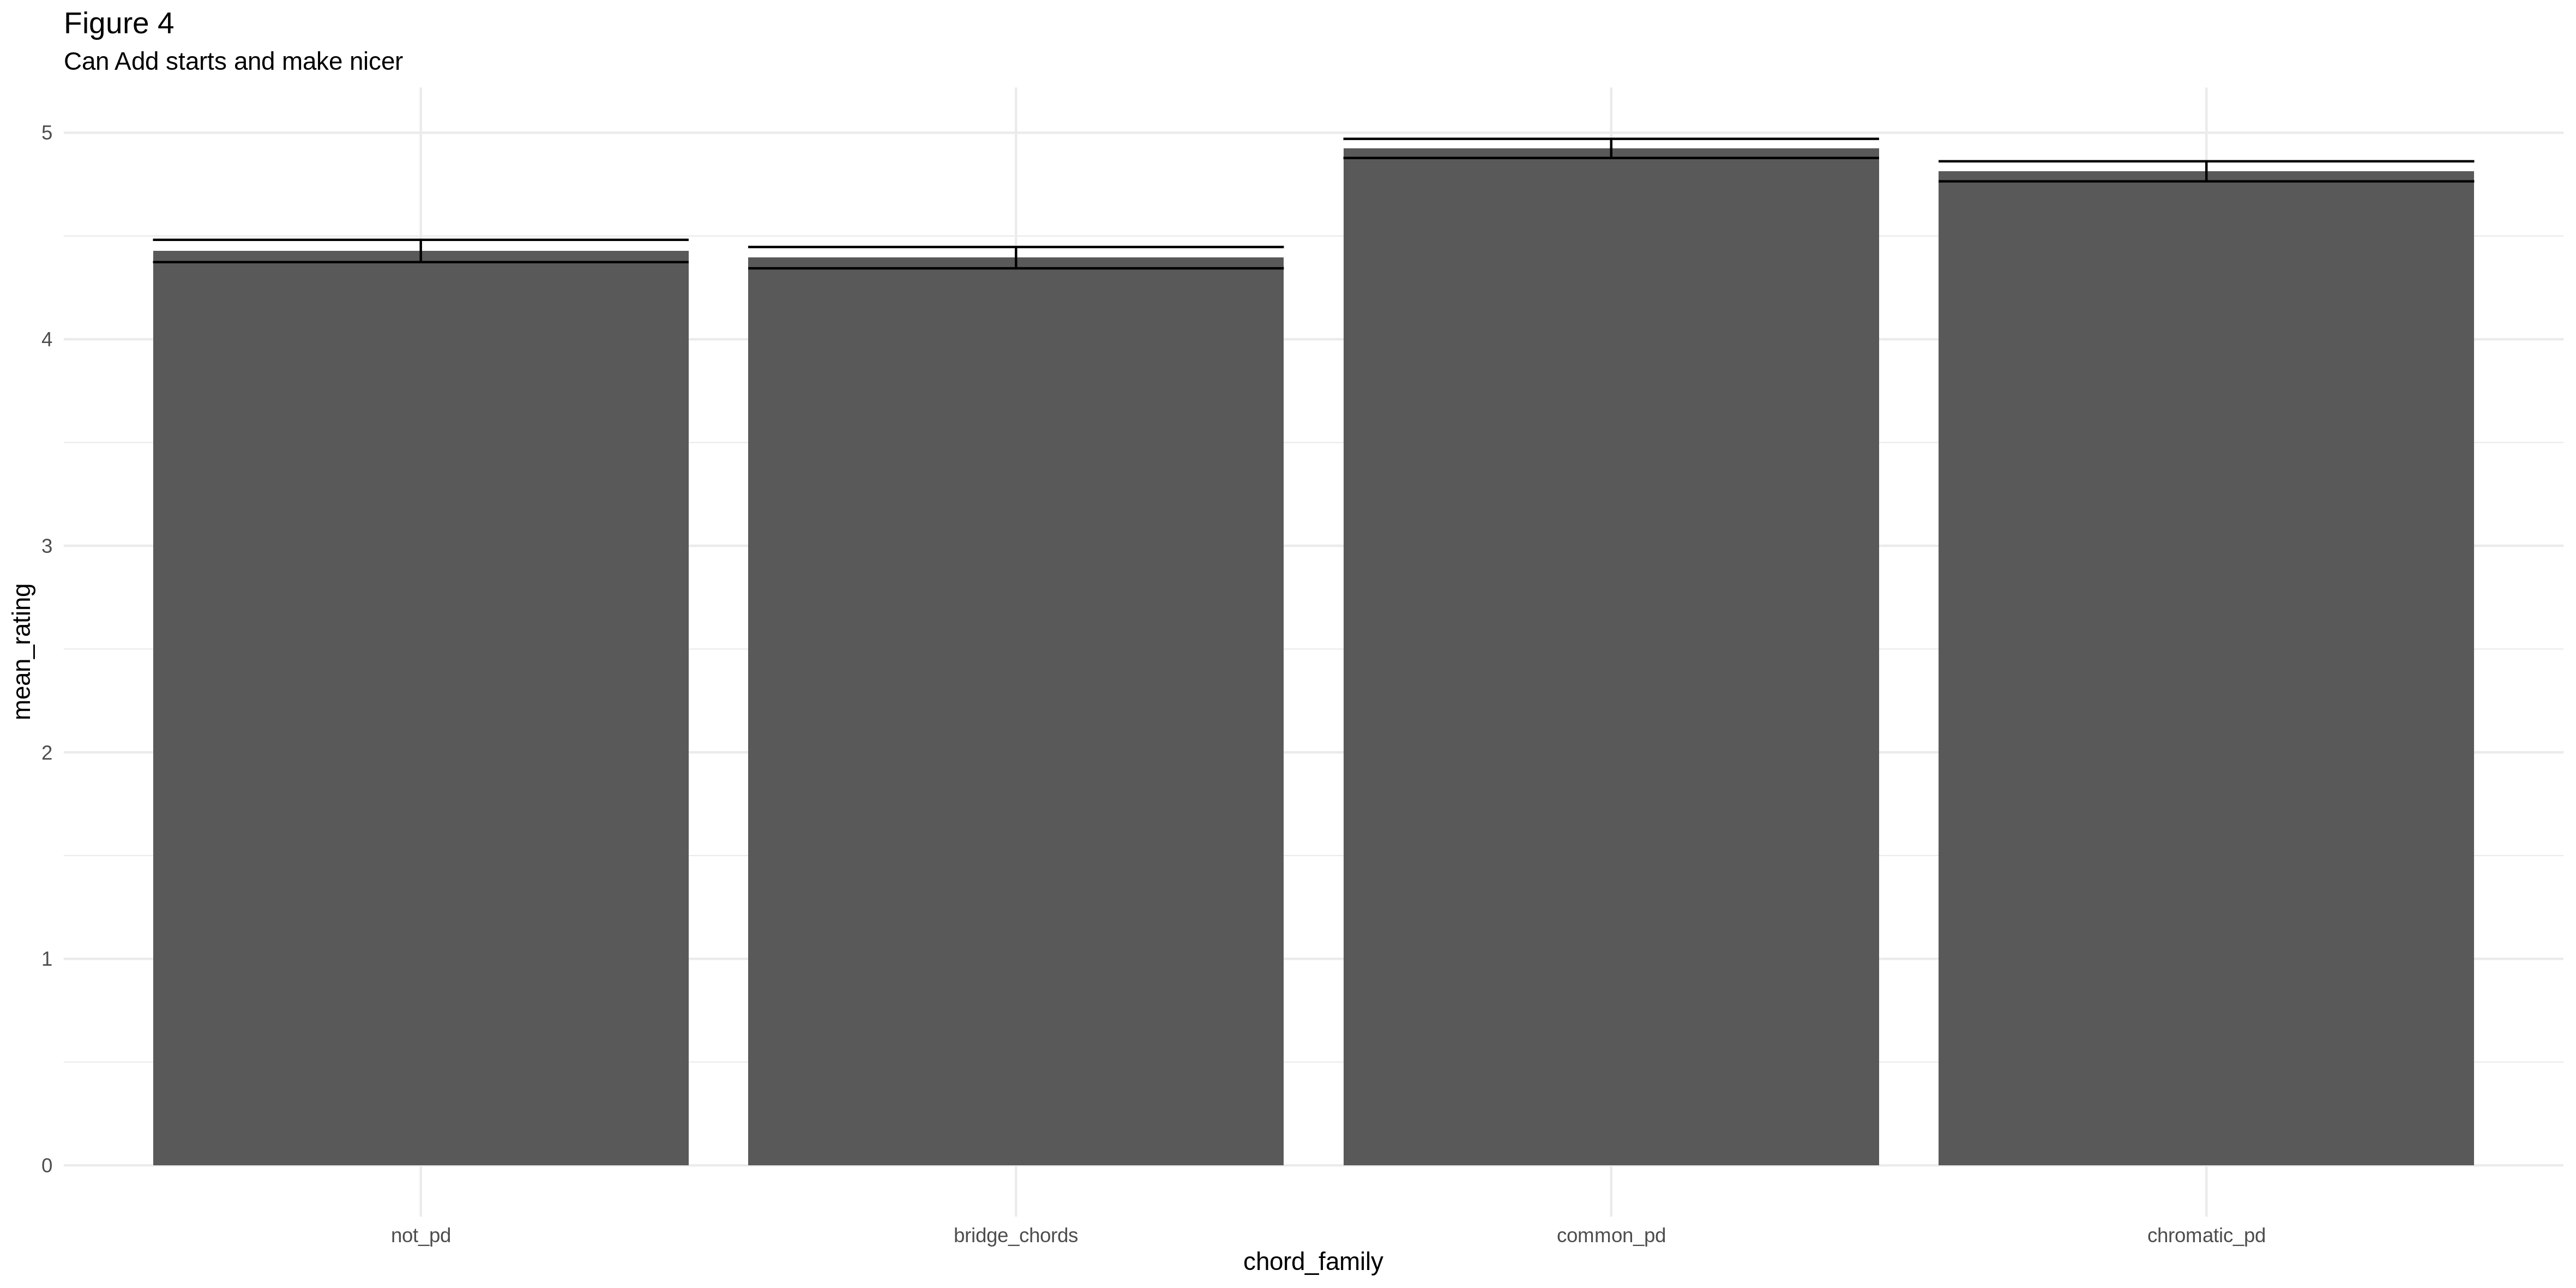 Figure 4
Can Add starts and make nicer
5
4
3
2
1
0
mean_rating
not_pd
bridge_chords
common_pd
chromatic_pd
chord_family